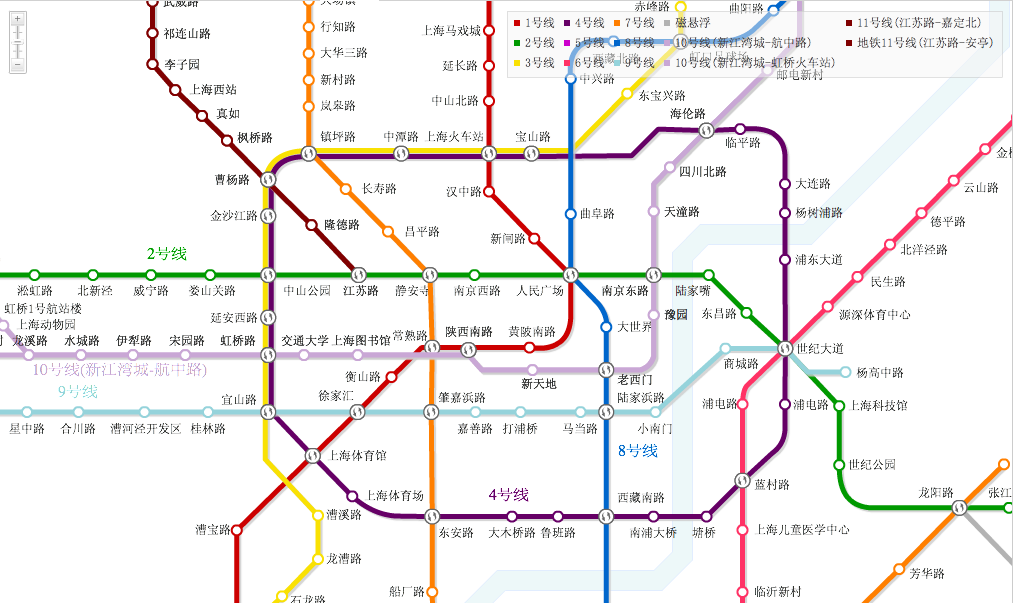 武威路
祁连山路
李子园
上海西站
真如
枫桥路
曹杨路
金沙江路
隆德路
行知路
大华三路
新村路
岚皋路
镇坪路
长寿路
昌平路
上海马戏城
延长路
中山北路
中潭路
上海火车站
宝山路
汉中路
新闸路
赤峰路
曲阳路
1号线
4号线
7号线
磁悬浮
11号线(江苏路-嘉定北)
2号线
5号线
8号线
10号线(新江湾城-航中路)
地铁11号线(江苏路-安亭)
3号线
6号线
9号线
10号线(新江湾城-虹桥火车站)
西藏北路
虹口足球场
邮电新村
中兴路
东宝兴路
海伦路
临平路
四川北路
大连路
天潼路
杨树浦路
曲阜路
浦东大道
云山路
德平路
北洋泾路
民生路
源深体育中心
2号线
淞虹路
北新泾
威宁路
娄山关路
中山公园
江苏路
静安寺
南京西路
人民广场
南京东路
陆家嘴
东昌路
虹桥1号航站楼
上海动物园
延安西路
龙溪路
水城路
伊犁路
宋园路
虹桥路
交通大学
上海图书馆
常熟路
陕西南路
黄陂南路
大世界
豫园
世纪大道
商城路
杨高中路
10号线(新江湾城-航中路)
9号线
衡山路
新天地
老西门
宜山路
徐家汇
肇嘉浜路
陆家浜路
浦电路
浦电路
上海科技馆
星中路
合川路
漕河泾开发区
桂林路
嘉善路
打浦桥
马当路
小南门
8号线
上海体育馆
世纪公园
4号线
上海体育场
西藏南路
蓝村路
龙阳路
张江
漕宝路
漕溪路
东安路
大木桥路
鲁班路
南浦大桥
塘桥
上海儿童医学中心
龙漕路
芳华路
石龙路
船厂路
临沂新村